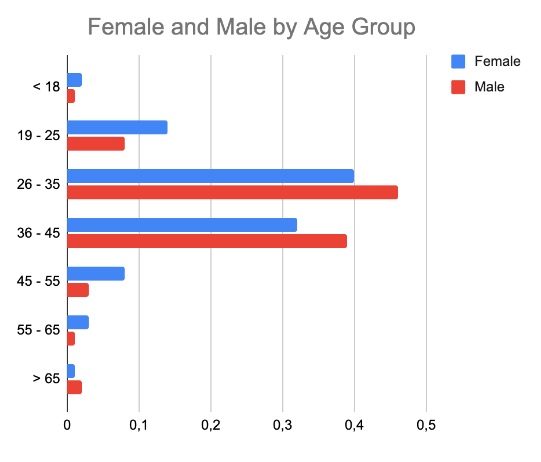 Female and Male by Age Group
Female
Male
< 18
19 - 25
26 - 35
36 - 45
45 - 55
55 - 65
> 65
0 0,1 0,2 0,3 0,4 0,5